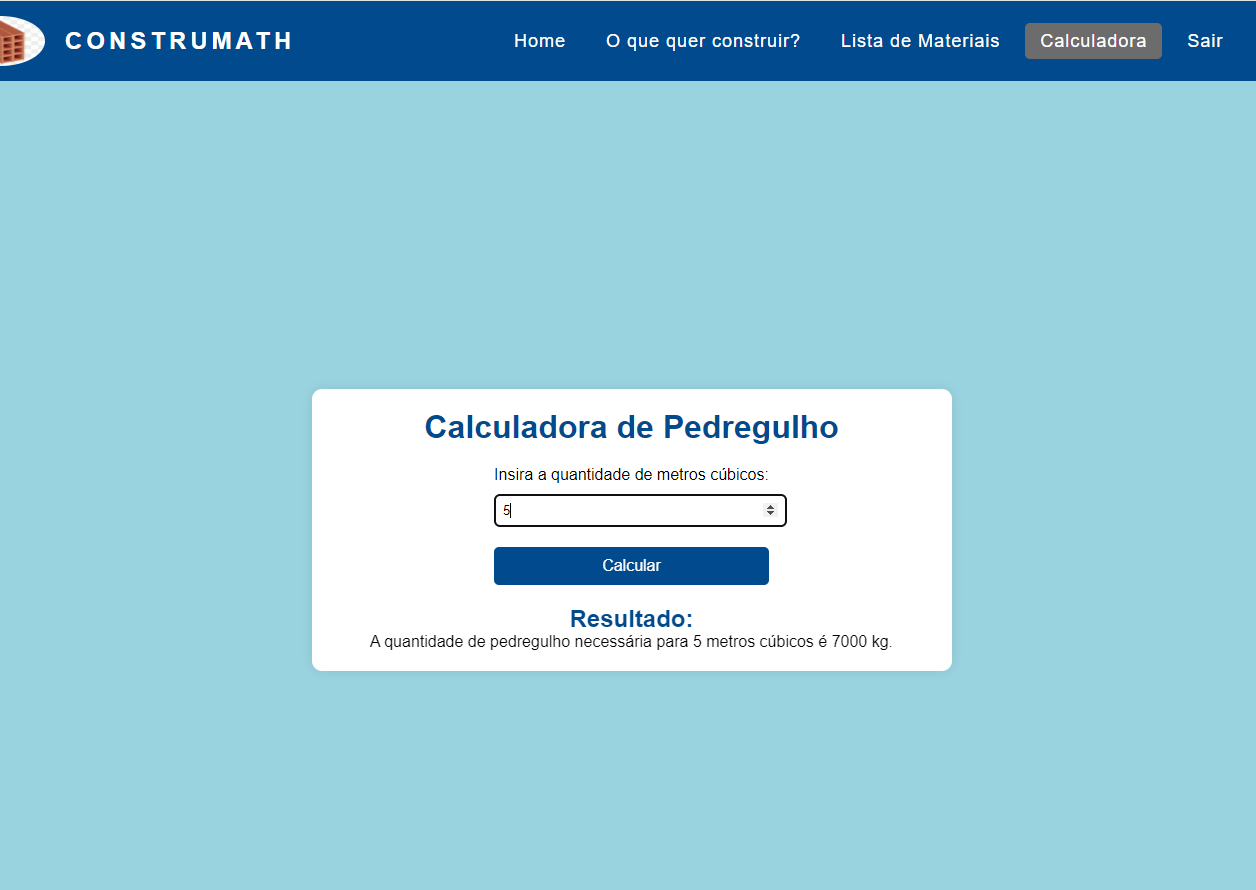 CONSTRUMATH
Home
O que quer construir?
Lista de Materiais
Calculadora
Sair
Calculadora de Pedregulho
Insira a quantidade de metros cúbicos:
5
Calcular
Resultado:
A quantidade de pedregulho necessária para 5 metros cúbicos é 7000 kg.